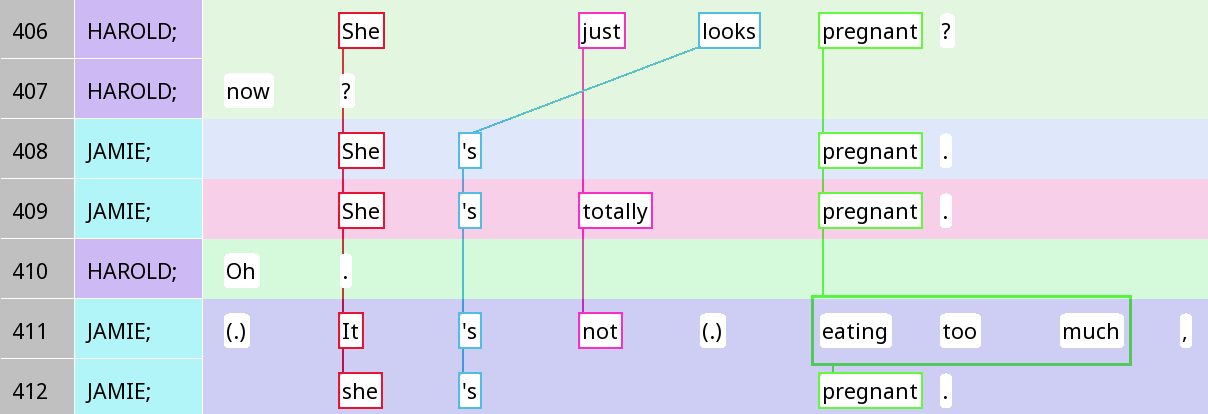 406 HAROLD; She just looks pregnant ?
407 HAROLD; now ?
408 JAMIE; She 's pregnant .
409 JAMIE; She 's totally pregnant .
410 HAROLD; Oh .
411 JAMIE; (.) It 's not (.) eating too much ,
412 JAMIE; she 's pregnant .